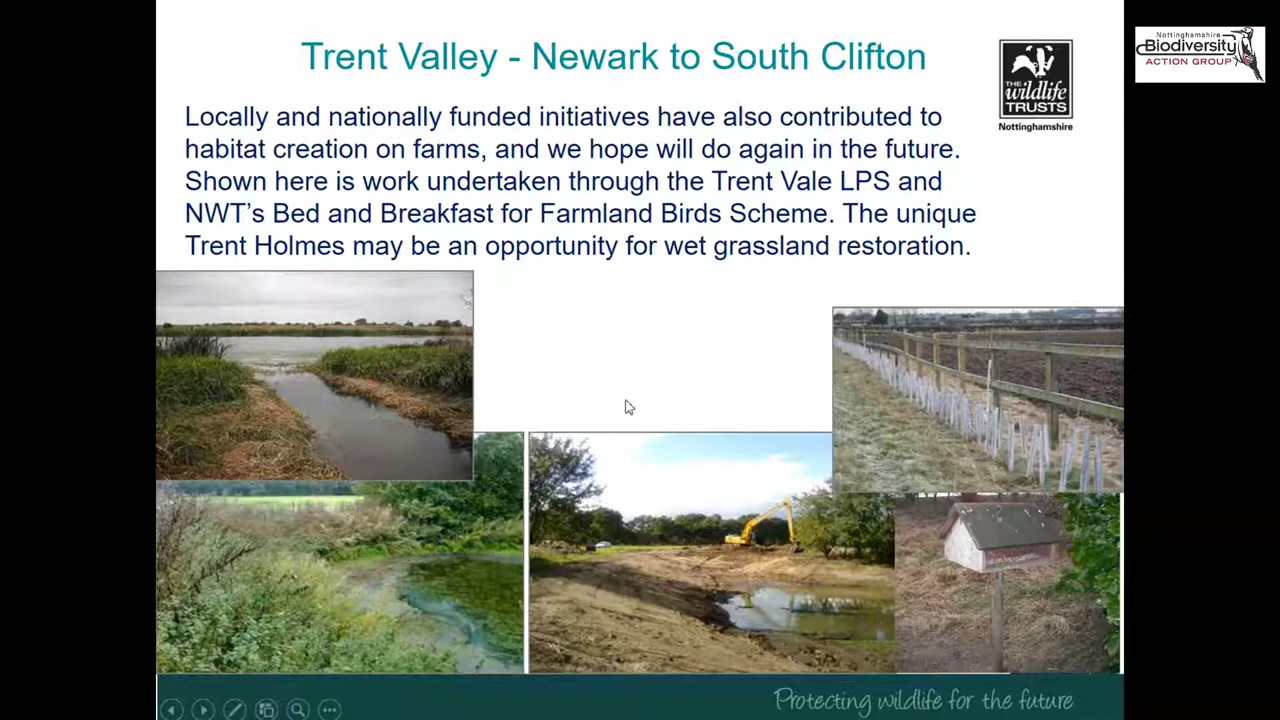 Trent Valley - Newark to South Clifton
Nottinghamshire
Biodiversity
ACTION GROUP
THE
wildlife
TRUSTS
Nottinghamshire
Locally and nationally funded initiatives have also contributed to
habitat creation on farms, and we hope will do again in the future.
Shown here is work undertaken through the Trent Vale LPS and
NWT's Bed and Breakfast for Farmland Birds Scheme. The unique
Trent Holmes may be an opportunity for wet grassland restoration.
Protecting wildlife for the future